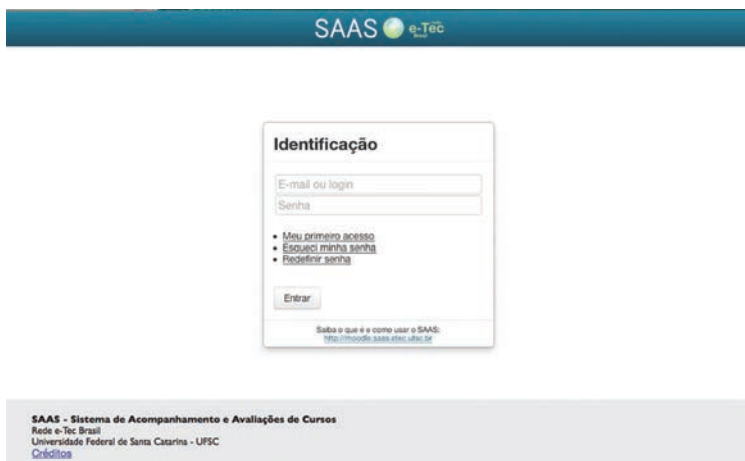 SAAS e-Tec Brasil
Identificação
E-mail ou login
Senha
Meu primeiro acesso
Esqueci minha senha
Redefinir senha
Entrar
Saiba o que é e como usar o SAAS:
http://moodle.saas.etec.ufsc.br
SAAS - Sistema de Acompanhamento e Avaliações de Cursos
Rede e-Tec Brasil
Universidade Federal de Santa Catarina - UFSC
Créditos